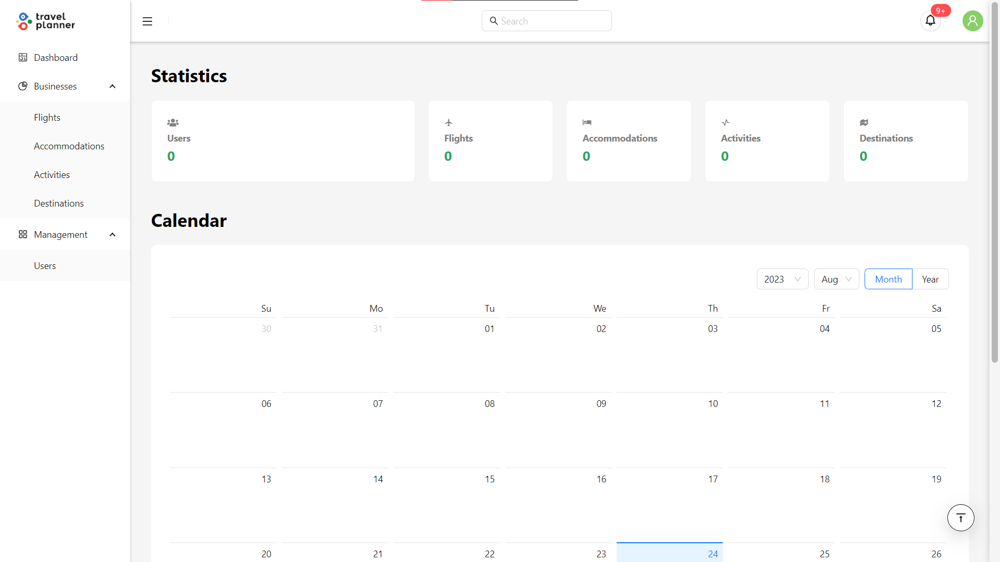 travel
planner
Search
9+
Dashboard
Businesses
Flights
Accommodations
Activities
Destinations
Management
Users
Statistics
Users
0
Flights
0
Accommodations
0
Activities
0
Destinations
0
Calendar
2023 Aug Month Year
Su Mo Tu We Th Fr Sa
30 31 01 02 03 04 05
06 07 08 09 10 11 12
13 14 15 16 17 18 19
20 21 22 23 24 25 26